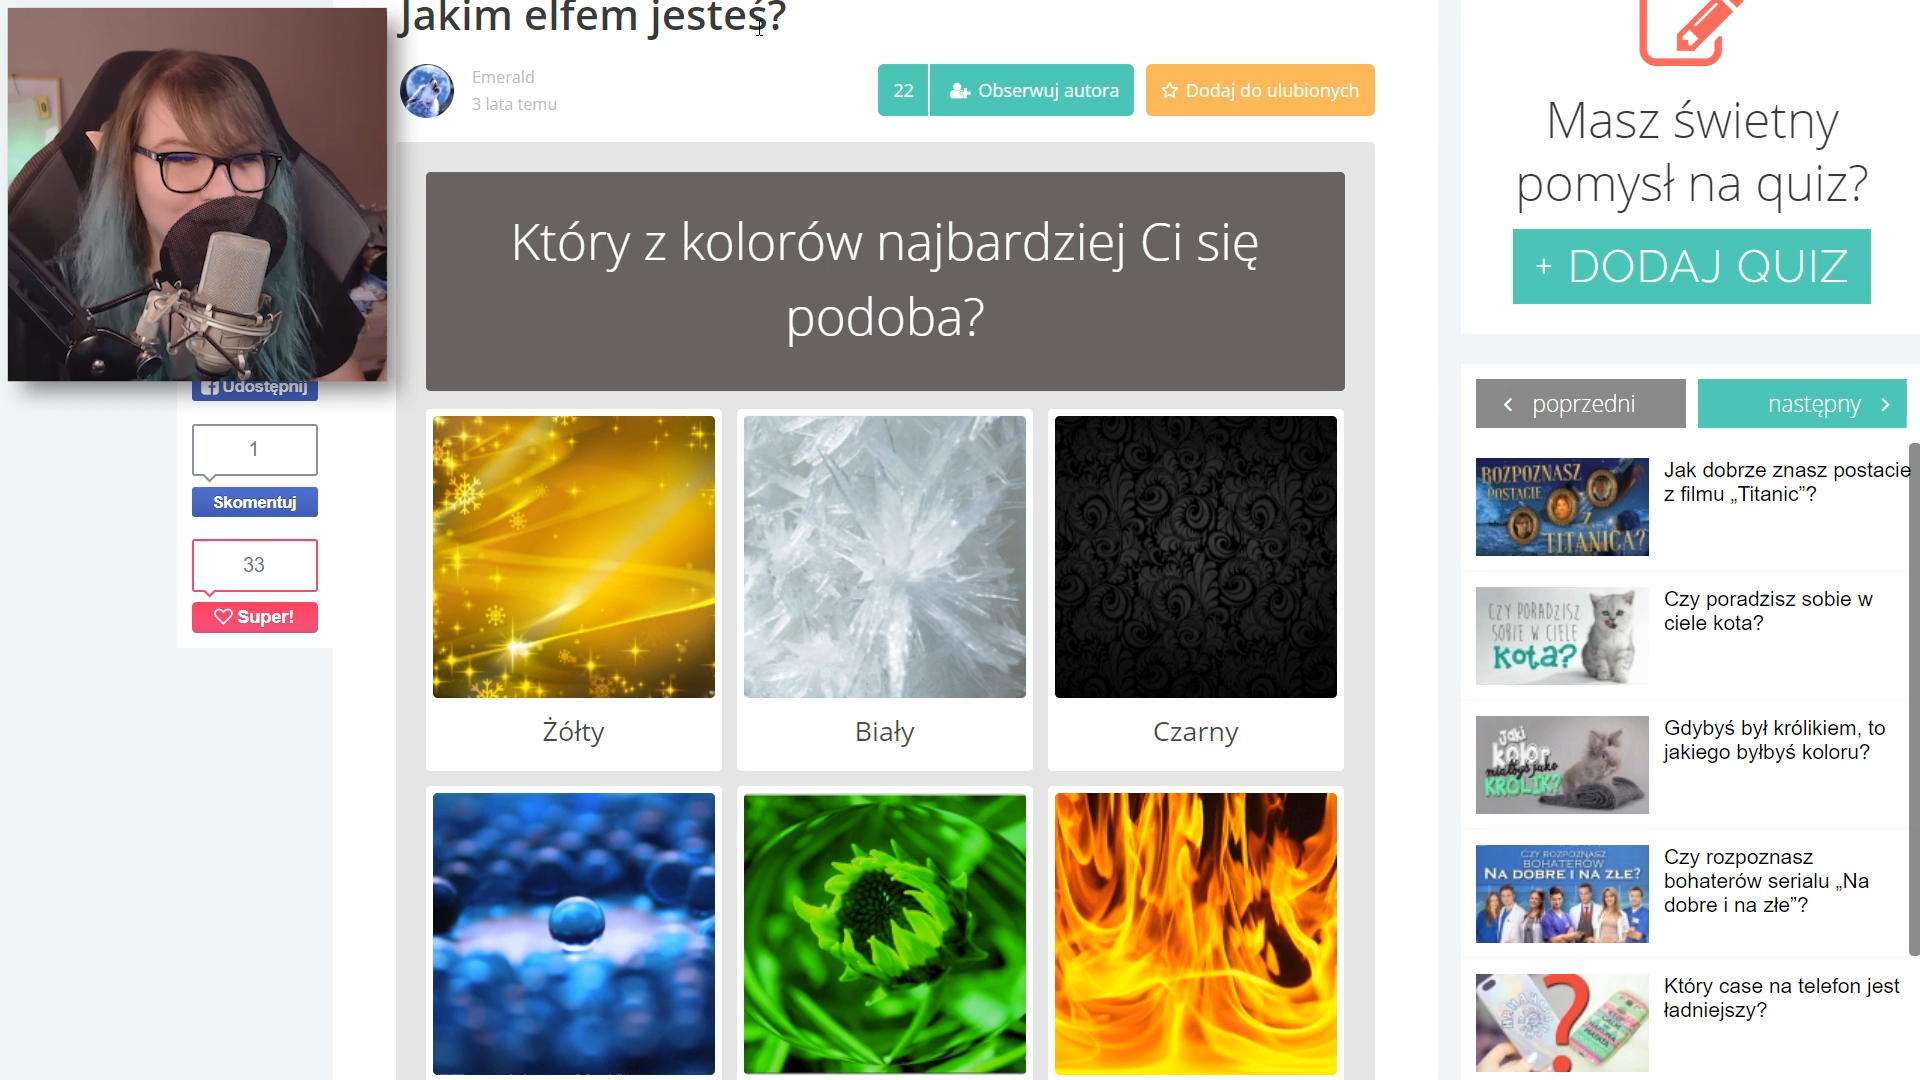 Jakim elfem jesteś?
Emerald
3 lata temu
22
Obserwuj autora
Dodaj do ulubionych
Który z kolorów najbardziej Ci się
podoba?
Udostępnij
1
Skomentuj
33
Super!
Żółty
Biały
Czarny
Masz świetny
pomysł na quiz?
+ DODAJ QUIZ
poprzedni
następny
ROZPOZNASZ
POSTACIE
Z
TITANICA?
Jak dobrze znasz postacie
z filmu „Titanic”?
CZY PORADZISZ
SOBIE W CIELE
kota?
Czy poradzisz sobie w
ciele kota?
Jaki
kolor
miałbyś jako
KRÓLIK?
Gdybyś był królikiem, to
jakiego byłbyś koloru?
CZY ROZPOZNASZ
BOHATERÓW
NA DOBRE I NA ZŁE?
Czy rozpoznasz
bohaterów serialu „Na
dobre i na złe”?
?
Który case na telefon jest
ładniejszy?